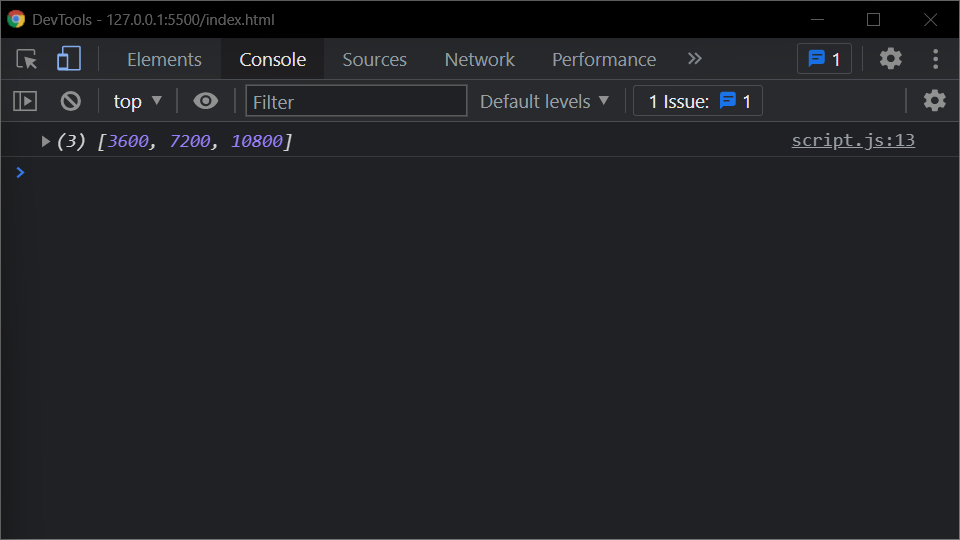 DevTools - 127.0.0.1:5500/index.html
Elements Console Sources Network Performance 1
top Filter Default levels 1 Issue: 1
(3) [3600, 7200, 10800] script.js:13